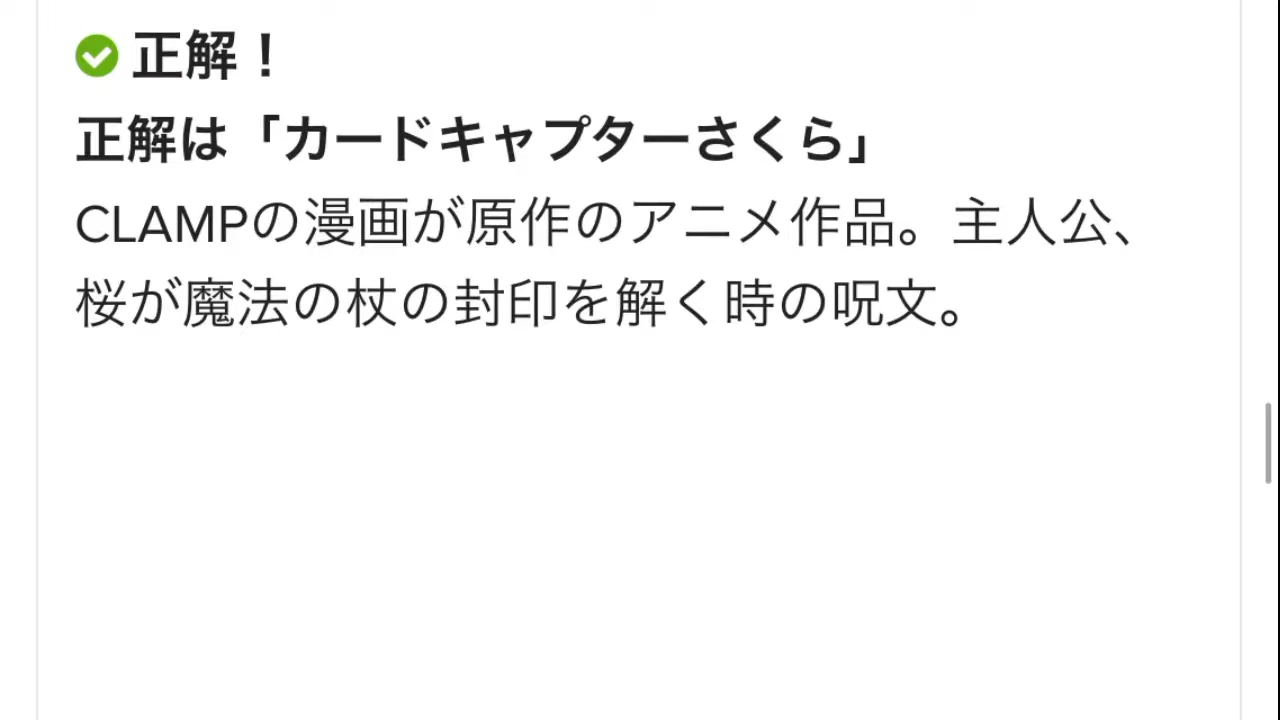 正解！
正解は「カードキャプターさくら」
CLAMPの漫画が原作のアニメ作品。主人公、
桜が魔法の杖の封印を解く時の呪文。